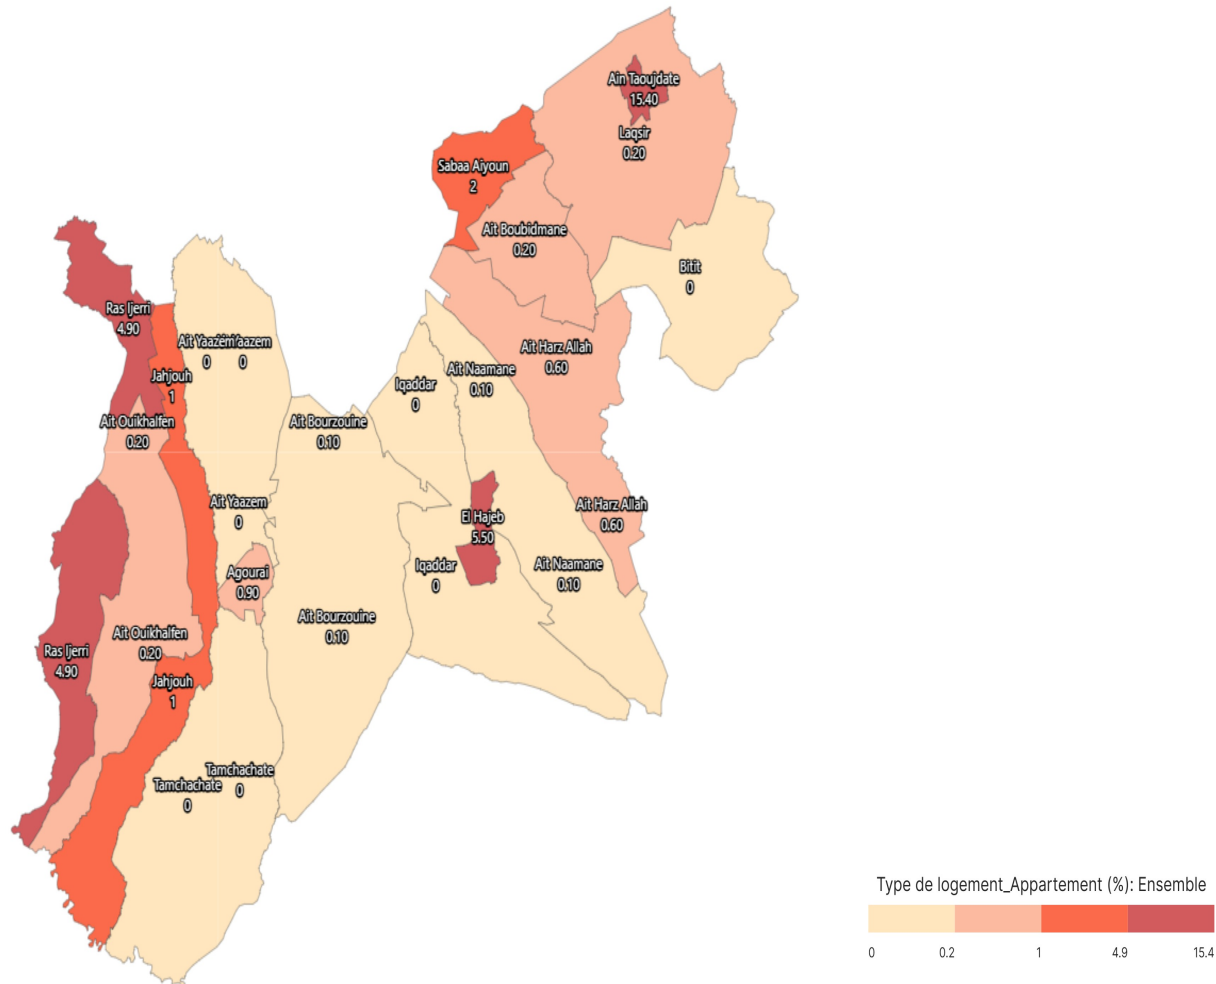 Ain Taoujdate
15.40
Laqsir
0.20
Sabaa Aiyoun
2
Ait Boubidmane
0.20
Bitit
0
Ras Ijerri
4.90
Ait Yaazem
0
Yaazem
0
Ait Harz Allah
0.60
Ait Naamane
0.10
Jahjouh
1
Iqaddar
0
Ait Ouikhalfen
0.20
Ait Bourzouine
0.10
Ait Yaazem
0
El Hajeb
5.50
Ait Harz Allah
0.60
Agourai
0.90
Iqaddar
0
Ait Naamane
0.10
Ait Bourzouine
0.10
Ait Ouikhalfen
0.20
Ras Ijerri
4.90
Jahjouh
1
Tamchachate
0
Tamchachate
0
Type de logement_Appartement (%): Ensemble
0 0.2 1 4.9 15.4